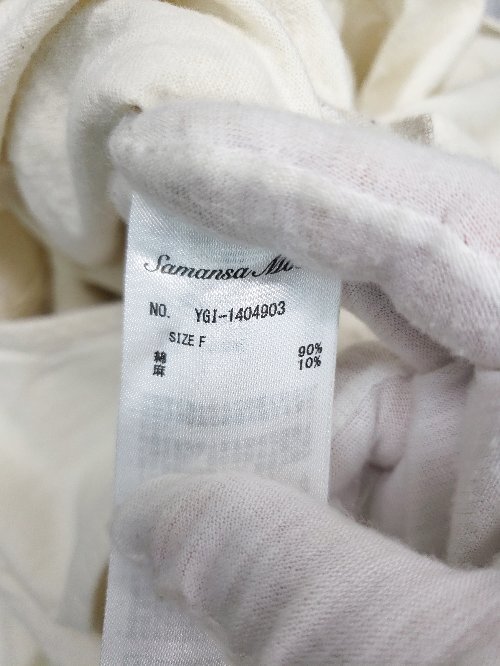 Samansa Mo
NO. YGI-1404903
SIZE F
綿 90%
麻 10%